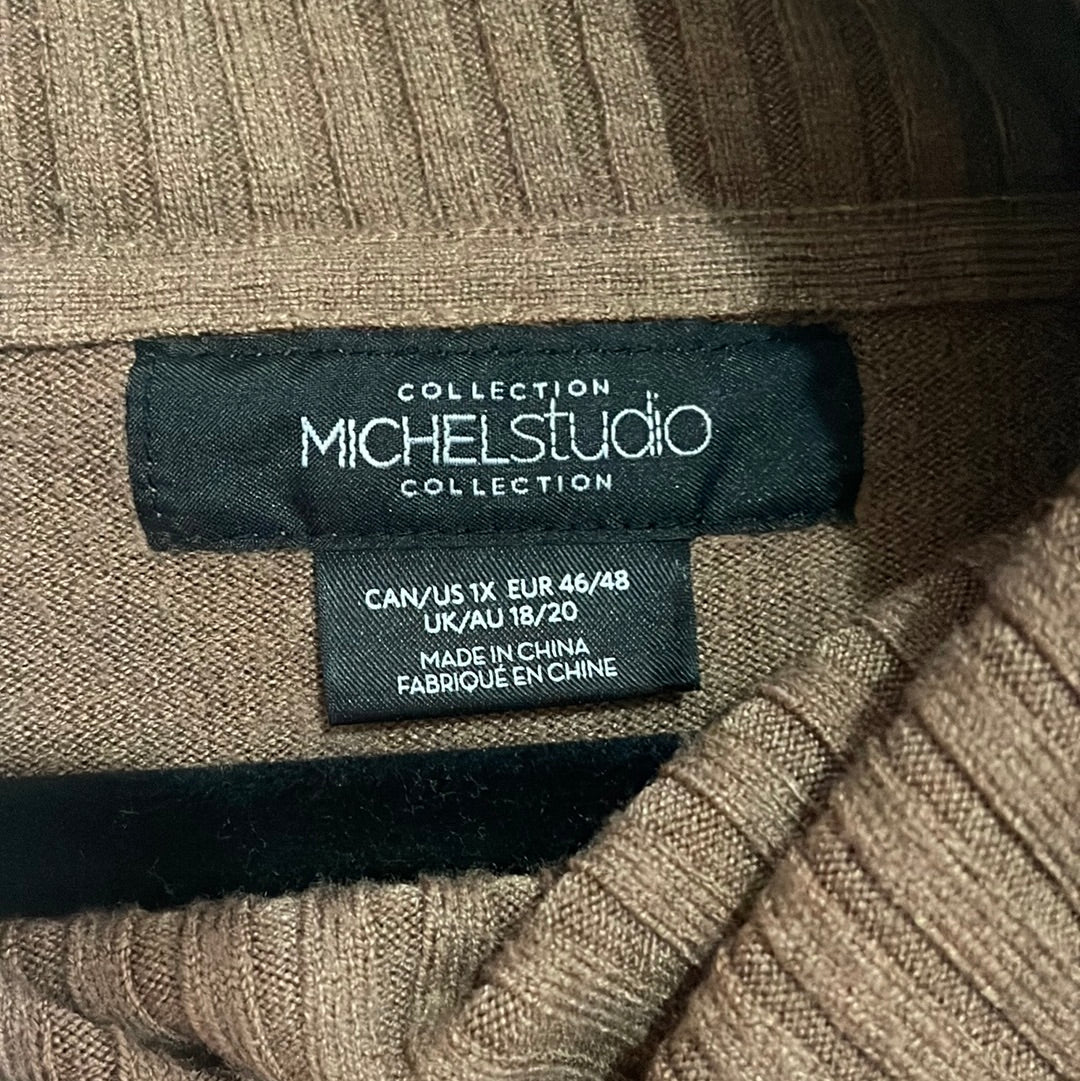 COLLECTION
MICHELstudio
COLLECTION
CAN/US 1X EUR 46/48
UK/AU 18/20
MADE IN CHINA
FABRIQUÉ EN CHINE